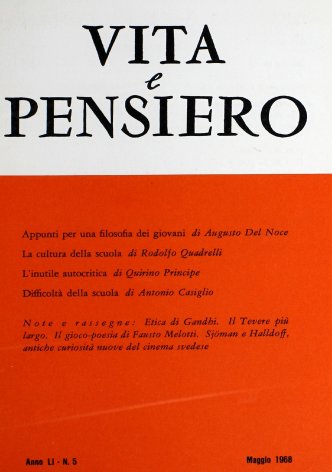 VITA
e
PENSIERO
Appunti per una filosofia dei giovani di Augusto Del Noce
La cultura della scuola di Rodolfo Quadrelli
L'inutile autocritica di Quirino Principe
Difficoltà della scuola di Antonio Casiglio
Note e rassegne: Etica di Gandhi. Il Tevere più
largo. Il gioco-poesia di Fausto Melotti. Sjöman e Halldoff,
antiche curiosità nuove del cinema svedese
Anno LI - N. 5 Maggio 1968